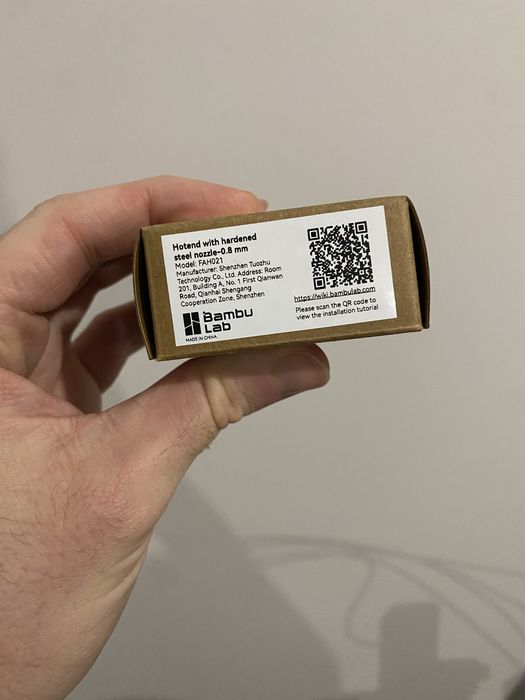 Hotend with hardened
steel nozzle-0.8 mm
Model: FAH021
Manufacturer: Shenzhen Tuozhu
Technology Co., Ltd. Address: Room
201, Building A, No. 1 First Qianwan
Road, Qianhai Shengang
Cooperation Zone, Shenzhen
Bambu
Lab
MADE IN CHINA
https://wiki.bambulab.com
Please scan the QR code to
view the installation tutorial